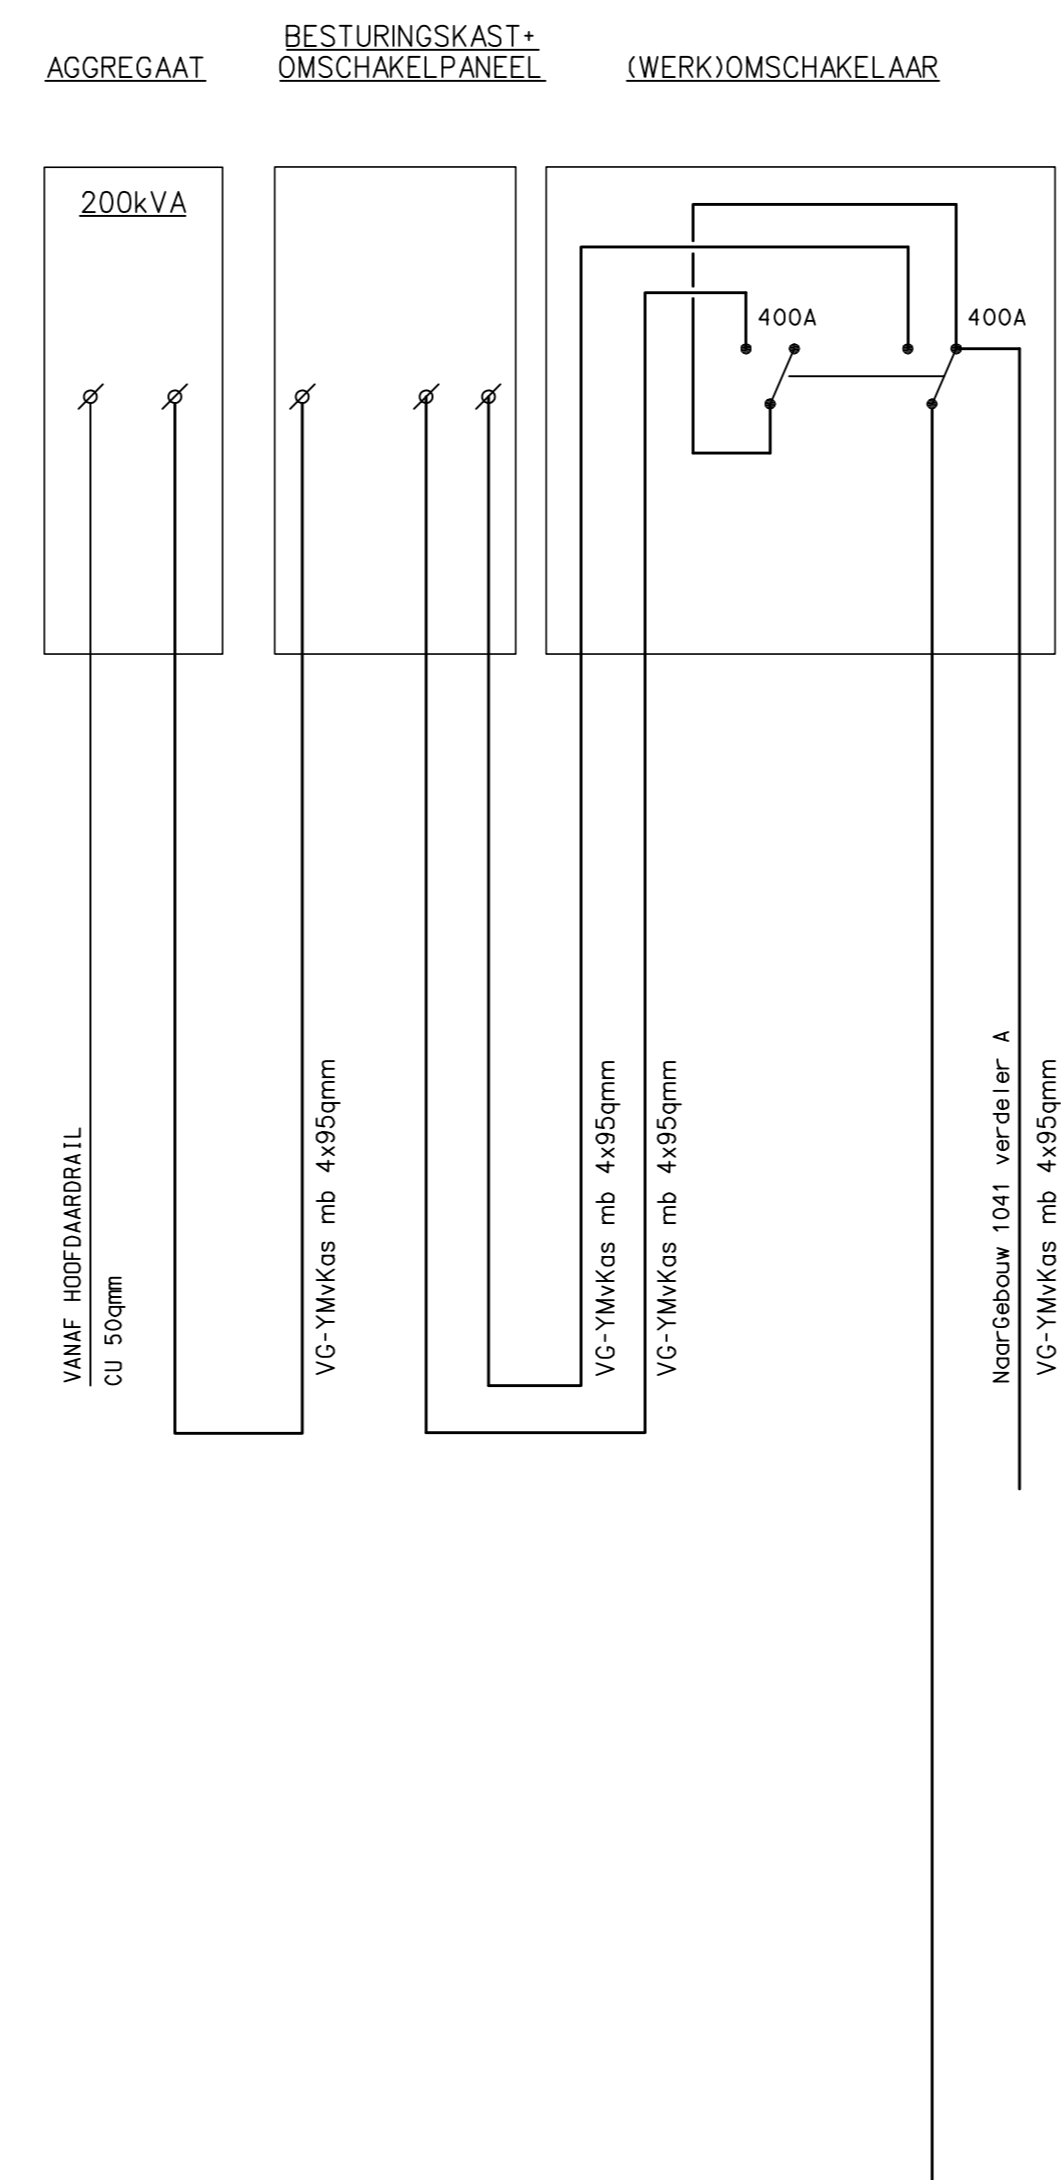 AGGREGAAT
BESTURINGSKAST+
OMSCHAKELPANEEL
(WERK)OMSCHAKELAAR
200kVA
400A
400A
VANAF HOOFDAARDRAIL
CU 50qmm
VG-YMvKas mb 4x95qmm
VG-YMvKas mb 4x95qmm
VG-YMvKas mb 4x95qmm
NaarGebouw 1041 verdeler A
VG-YMvKas mb 4x95qmm